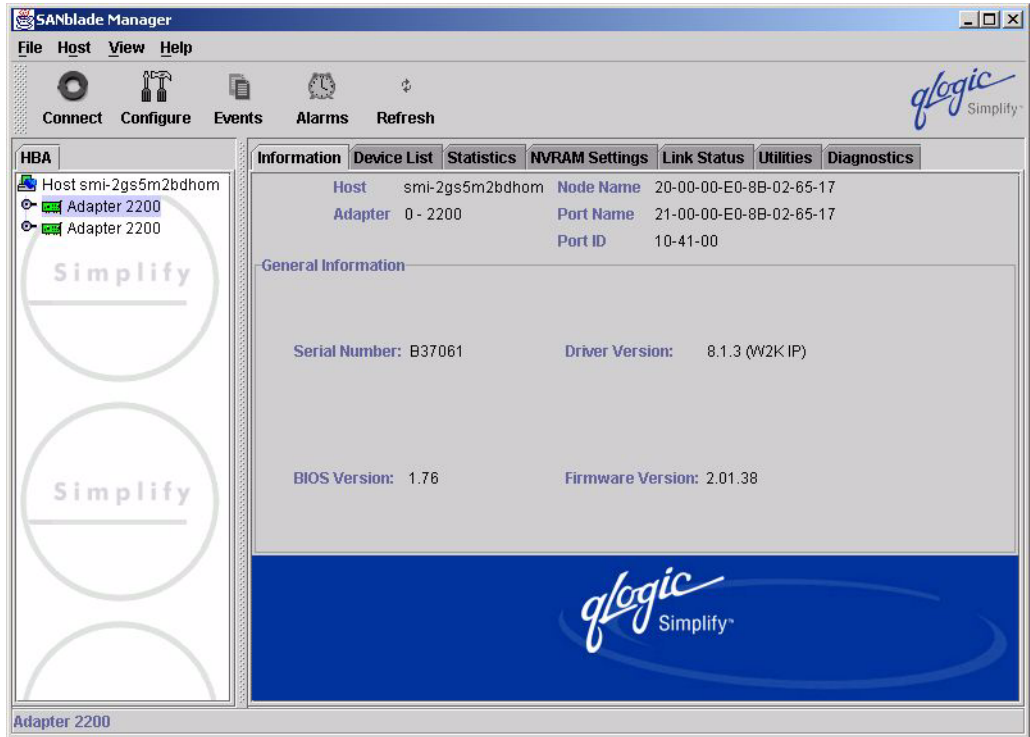 SANblade Manager
File Host View Help
Connect Configure Events Alarms Refresh
qlogic
Simplify™
HBA
Host smi-2gs5m2bdhom
Adapter 2200
Adapter 2200
Simplify
Simplify
Information Device List Statistics NVRAM Settings Link Status Utilities Diagnostics
Host smi-2gs5m2bdhom Node Name 20-00-00-E0-8B-02-65-17
Adapter 0 - 2200 Port Name 21-00-00-E0-8B-02-65-17
Port ID 10-41-00
General Information
Serial Number: B37061 Driver Version: 8.1.3 (W2K IP)
BIOS Version: 1.76 Firmware Version: 2.01.38
qlogic
Simplify™
Adapter 2200